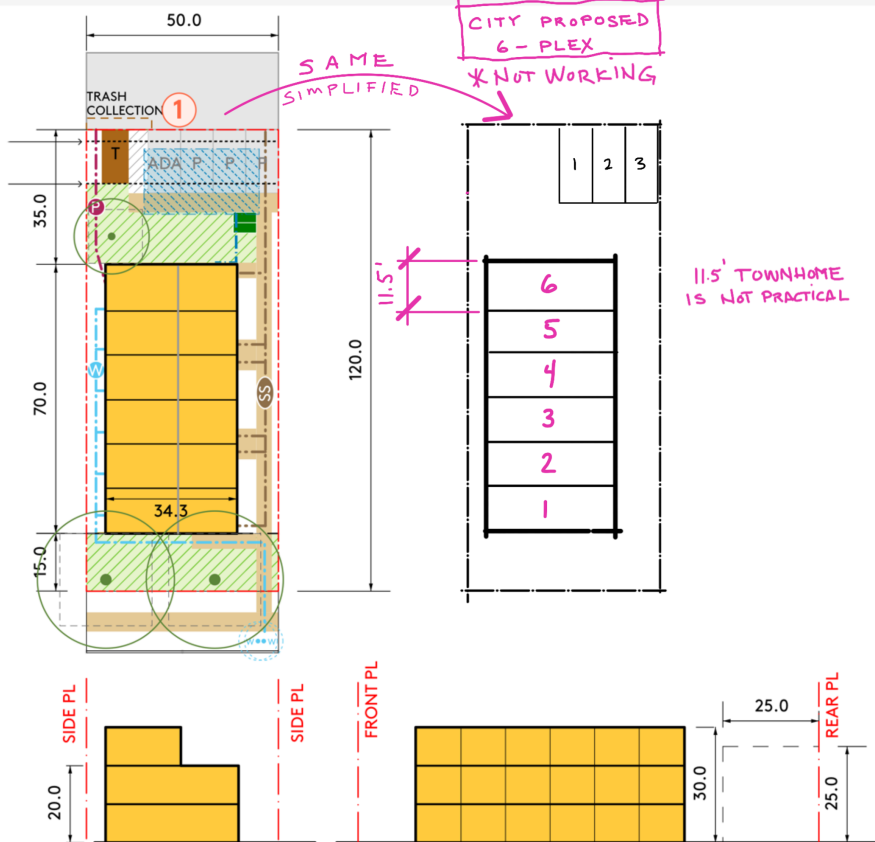 50.0
CITY PROPOSED
6 - PLEX
* NOT WORKING
SAME
SIMPLIFIED
TRASH
COLLECTION
1
T
ADA P P P
P
35.0
1 2 3
11.5'
6
5
4
3
2
1
11.5' TOWNHOME
IS NOT PRACTICAL
120.0
W
SS
70.0
34.3
15.0
W W
SIDE PL
SIDE PL
FRONT PL
REAR PL
25.0
20.0
30.0
25.0